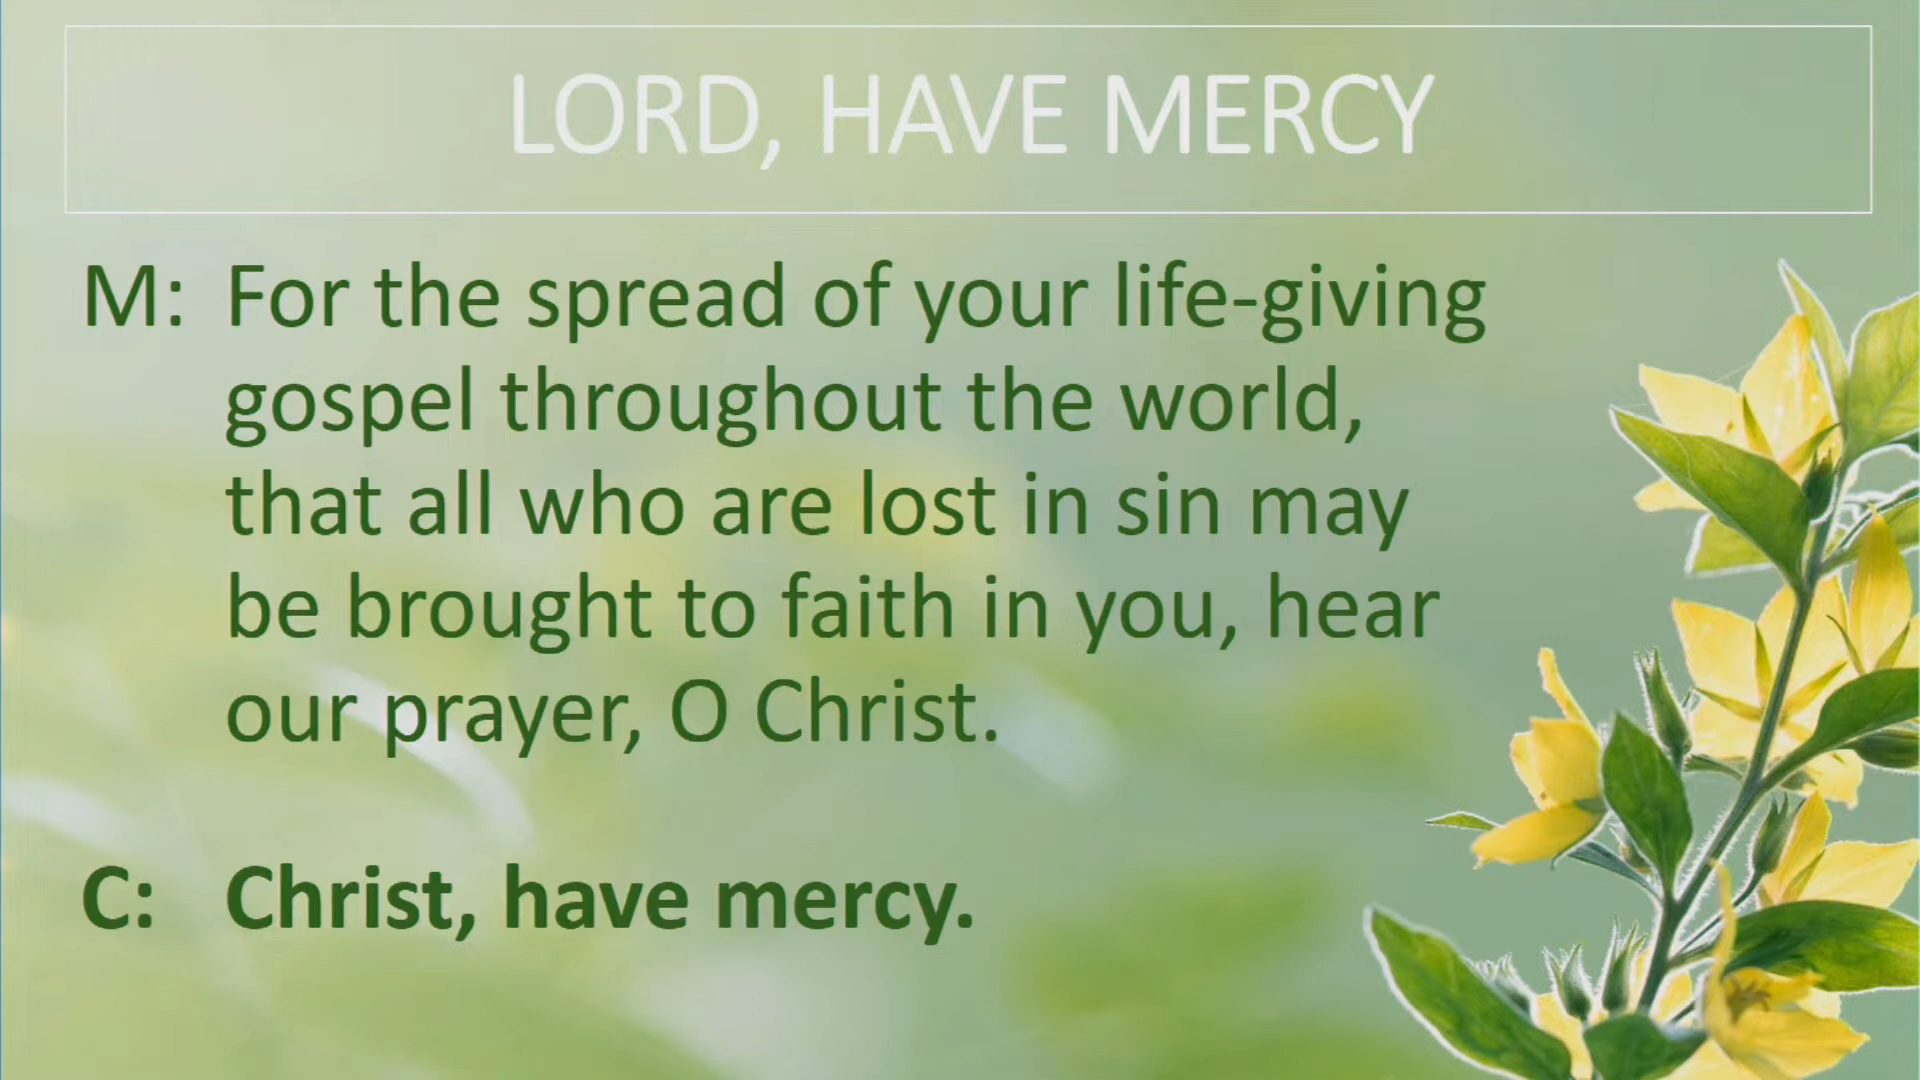 LORD, HAVE MERCY
M: For the spread of your life-giving
gospel throughout the world,
that all who are lost in sin may
be brought to faith in you, hear
our prayer, O Christ.
C: Christ, have mercy.